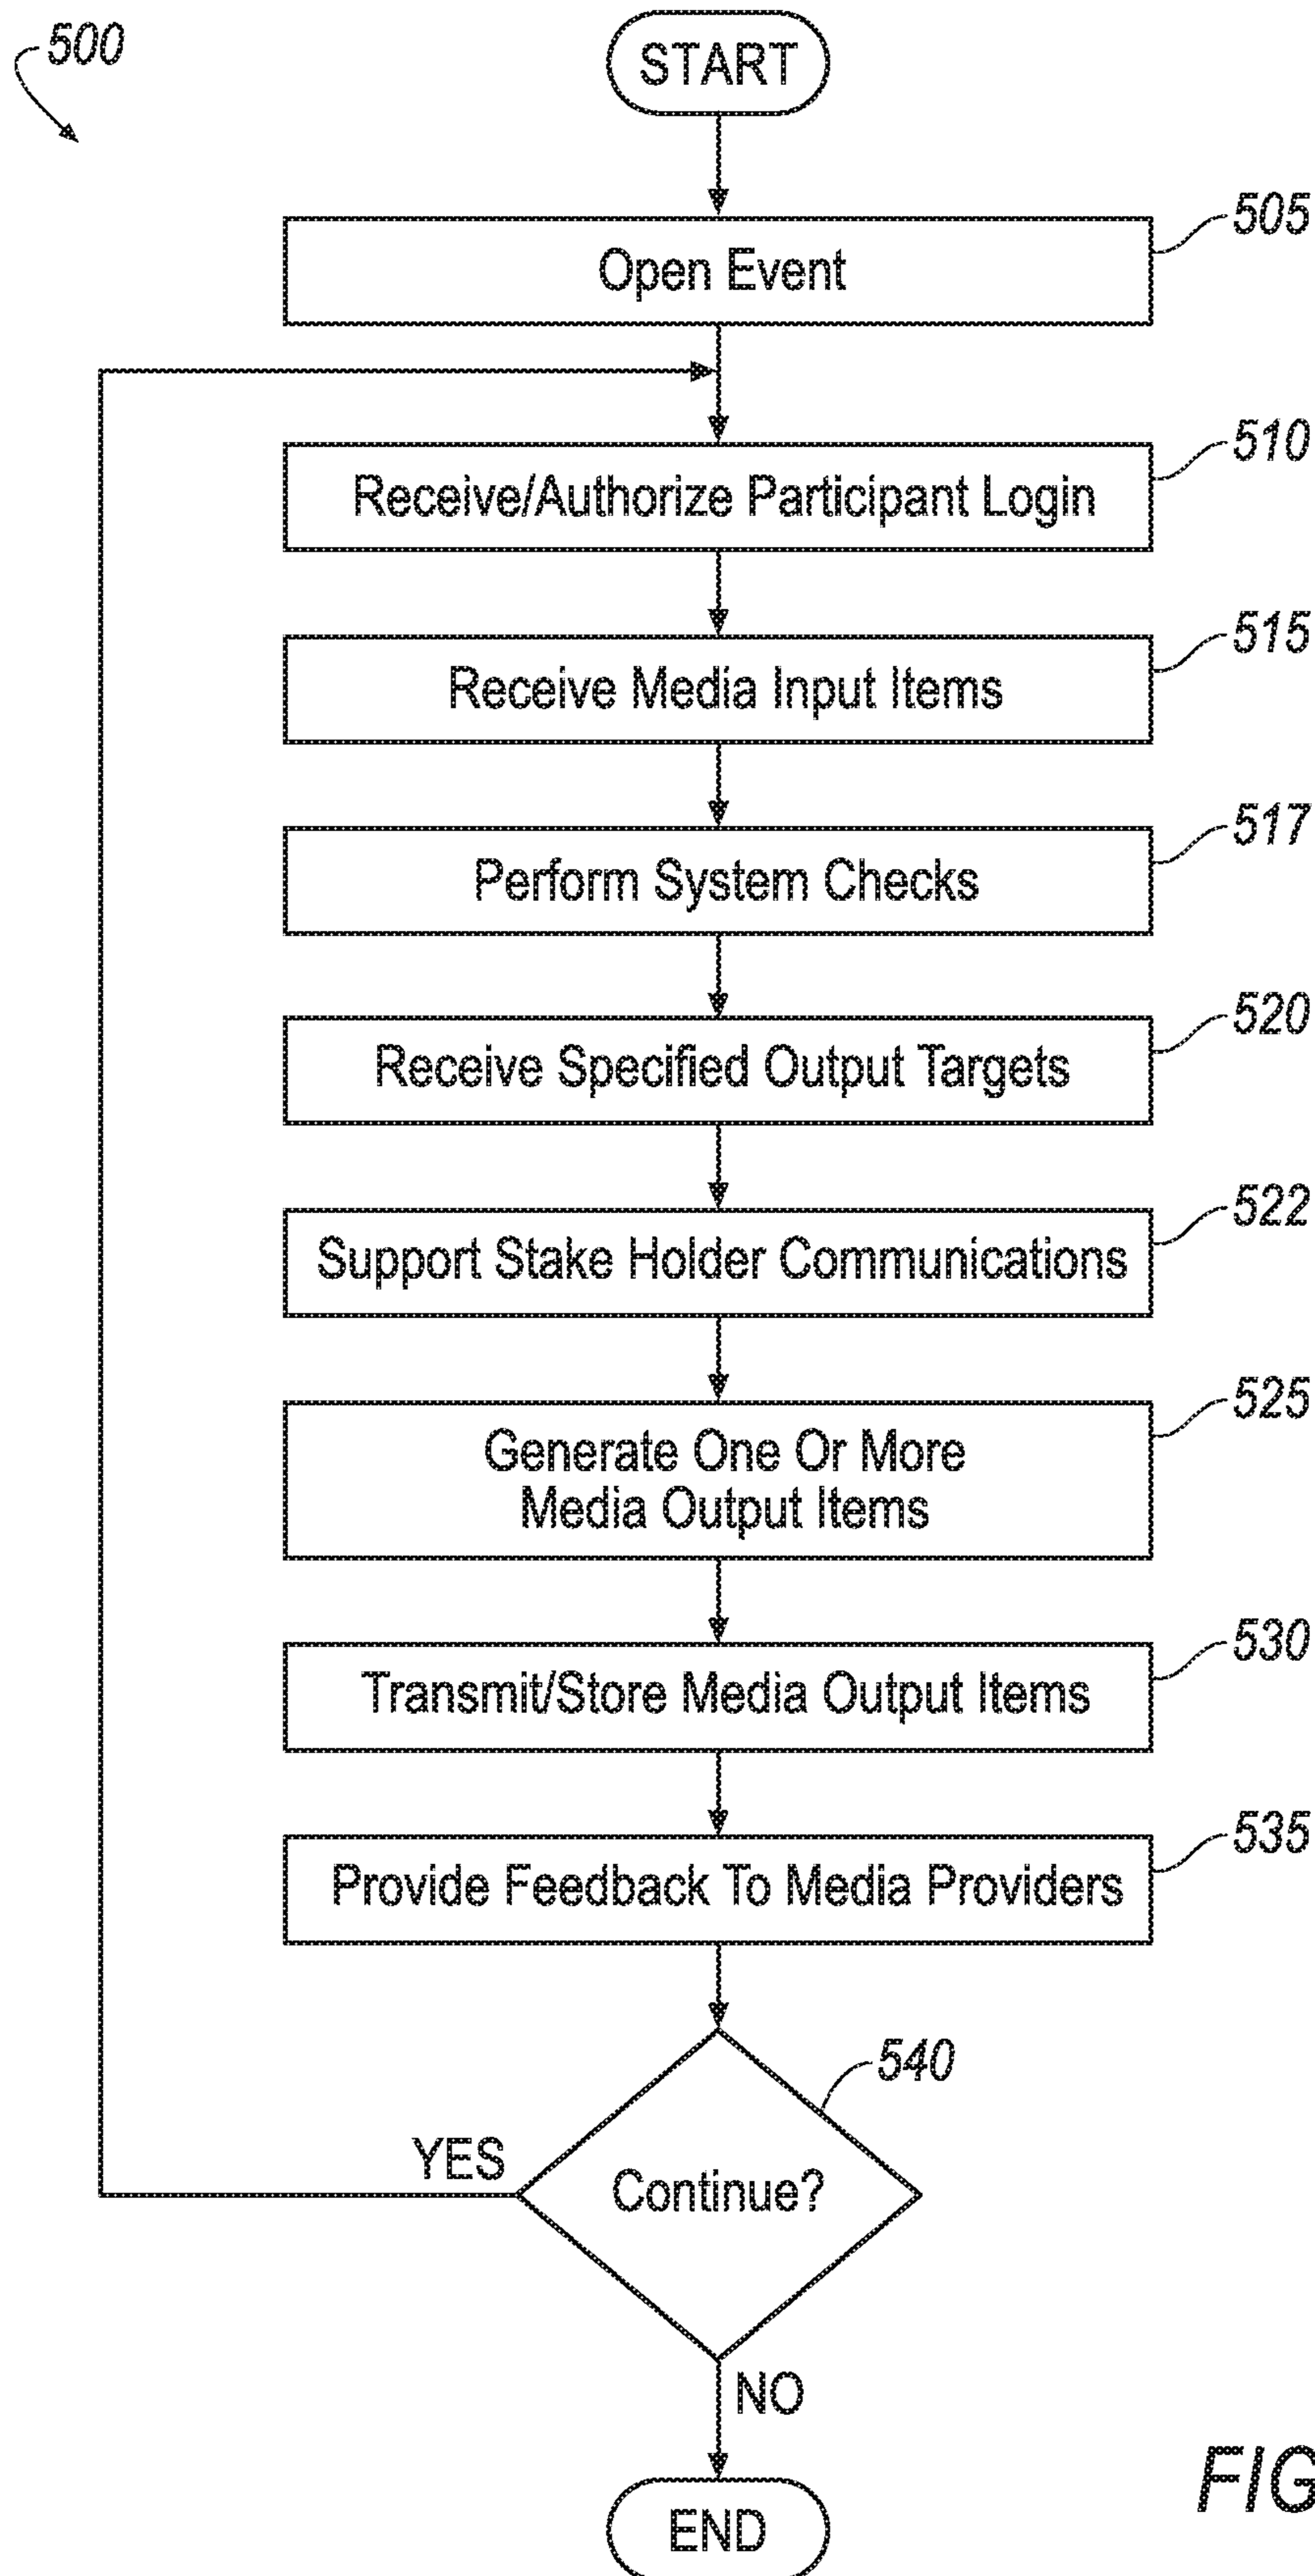 500
START
505
Open Event
510
Receive/Authorize Participant Login
515
Receive Media Input Items
517
Perform System Checks
520
Receive Specified Output Targets
522
Support Stake Holder Communications
525
Generate One Or More
Media Output Items
530
Transmit/Store Media Output Items
535
Provide Feedback To Media Providers
540
Continue?
YES
NO
END
FIG